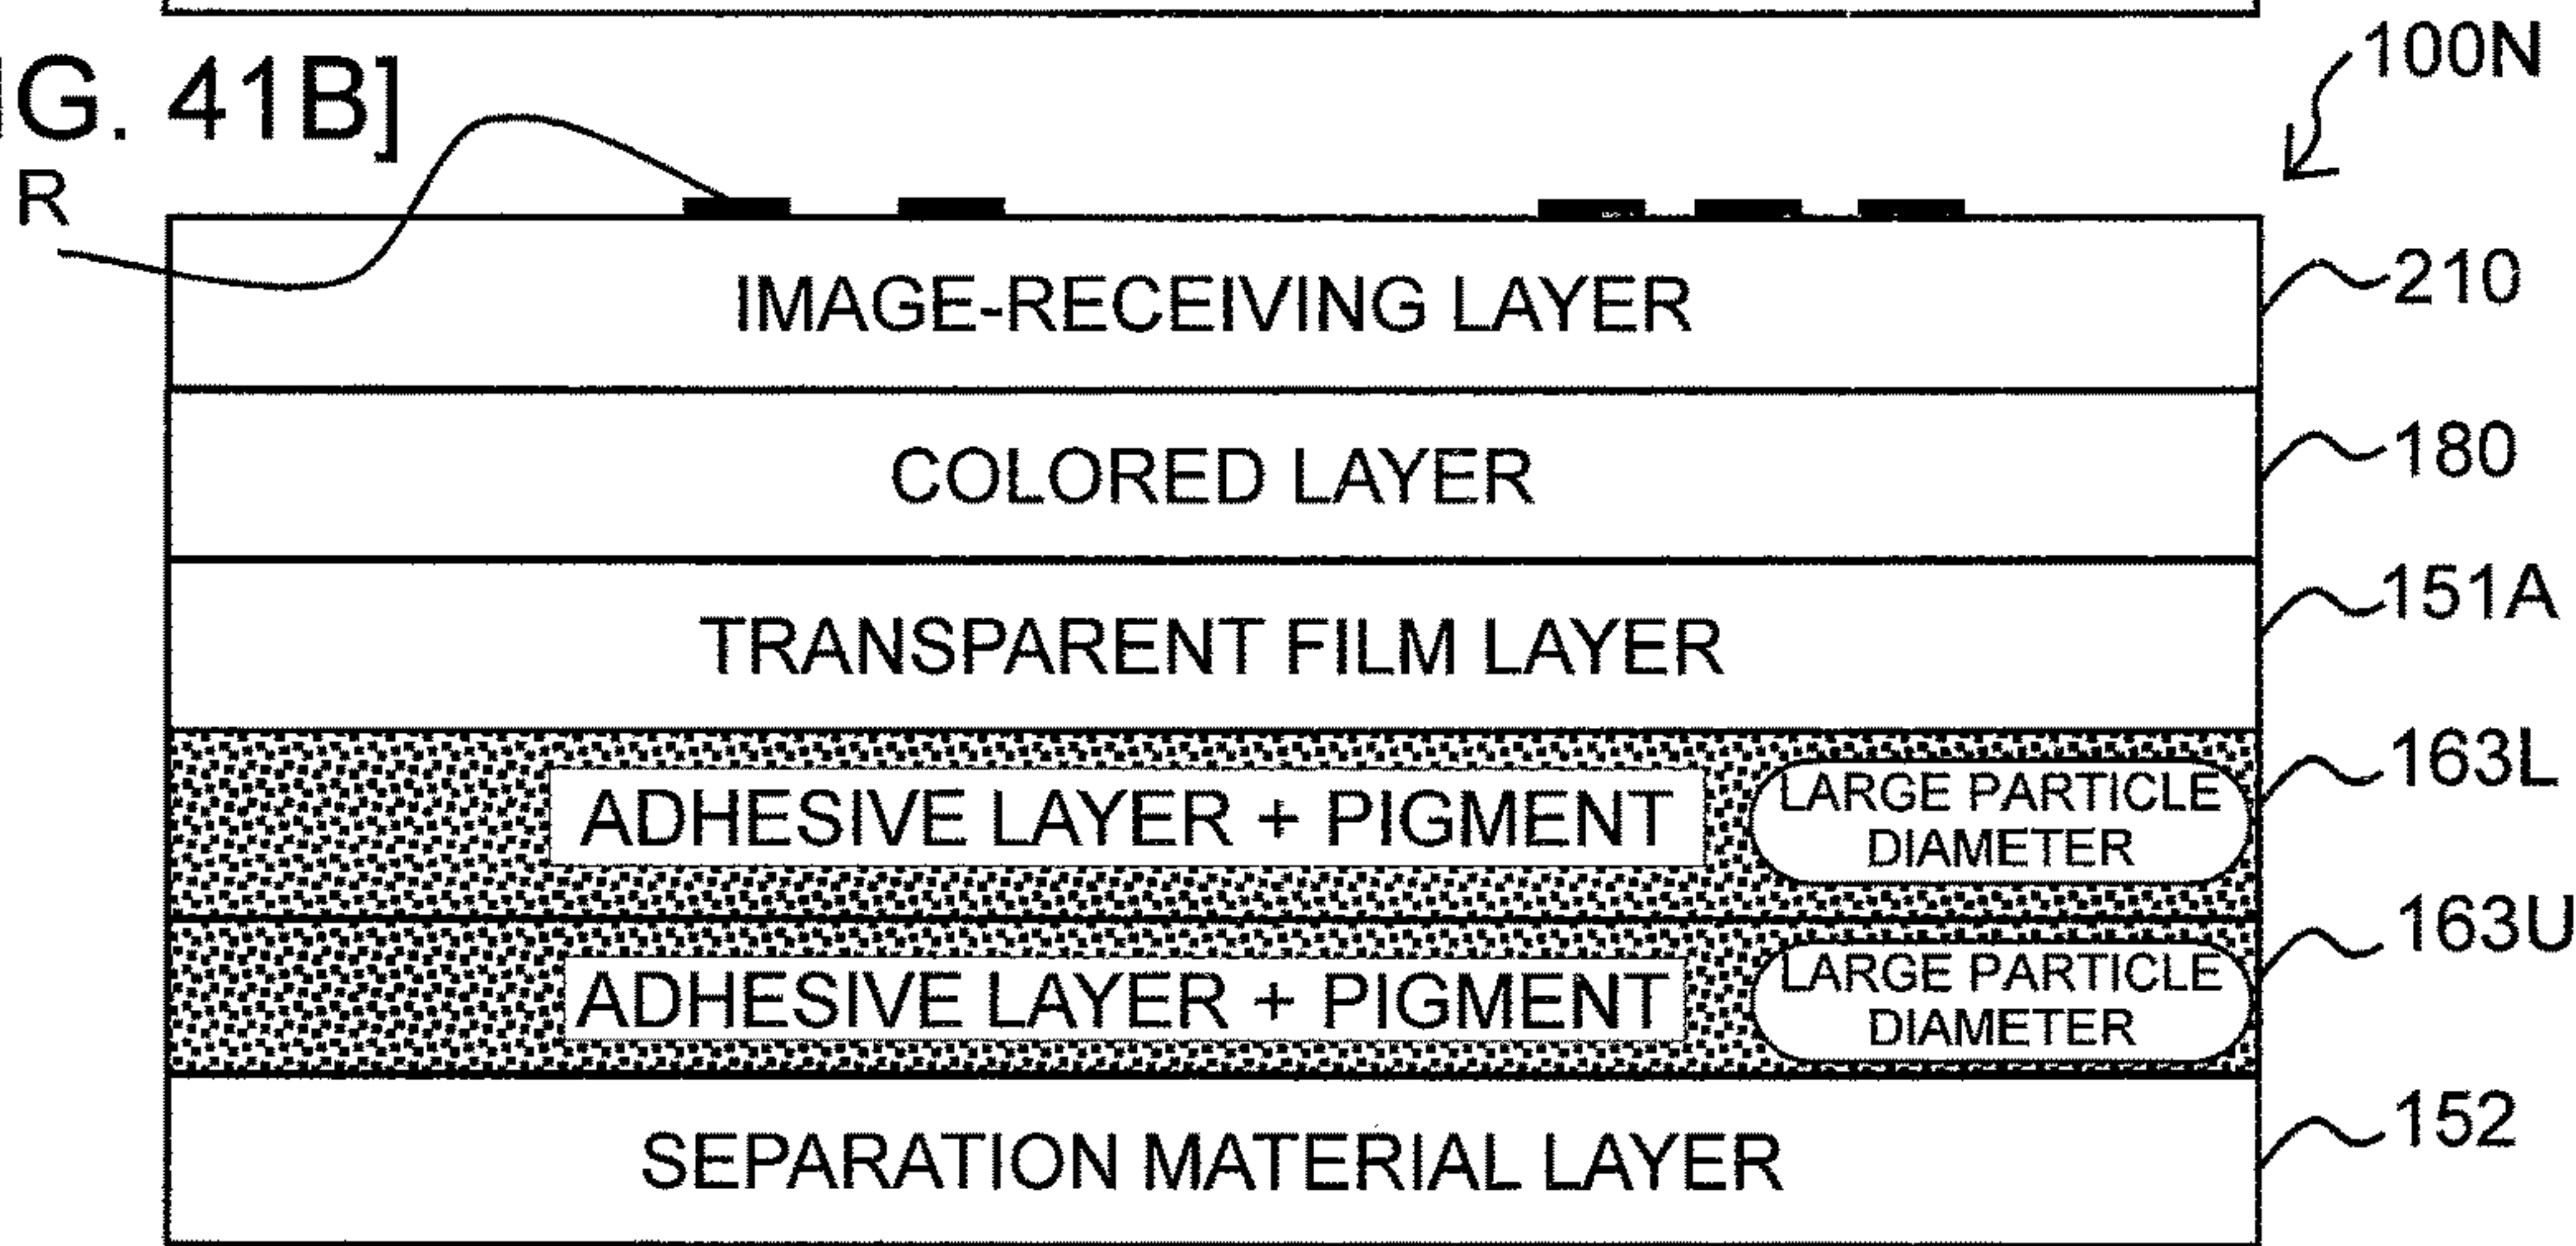 IG. 41B]
100N
R
IMAGE-RECEIVING LAYER
210
COLORED LAYER
180
TRANSPARENT FILM LAYER
151A
ADHESIVE LAYER + PIGMENT
LARGE PARTICLE
DIAMETER
163L
ADHESIVE LAYER + PIGMENT
LARGE PARTICLE
DIAMETER
163U
SEPARATION MATERIAL LAYER
152